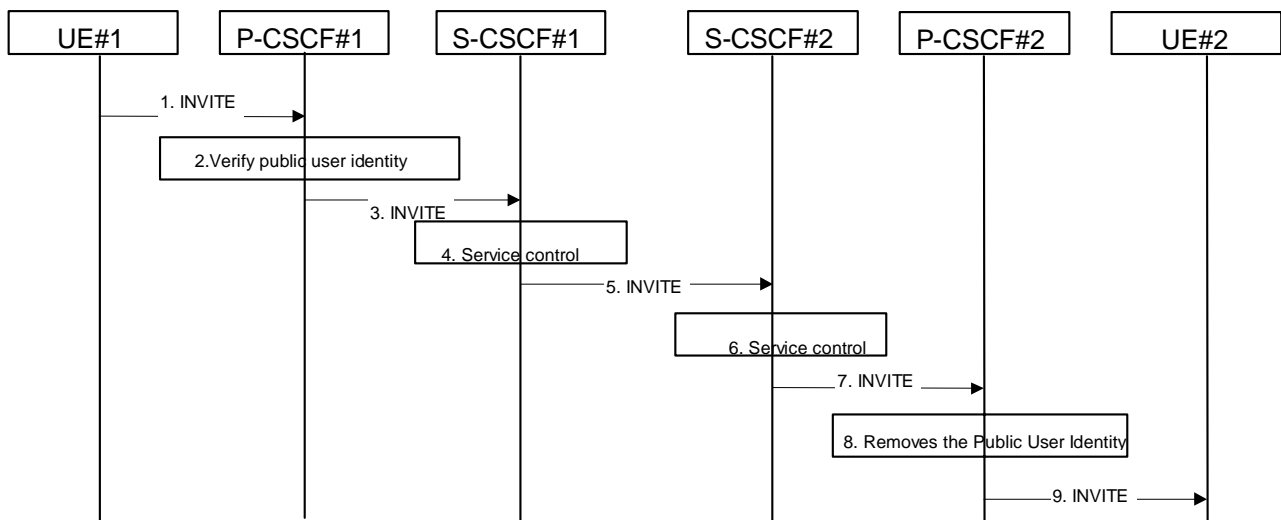 UE#1
P-CSCF#1
S-CSCF#1
S-CSCF#2
P-CSCF#2
UE#2
1. INVITE
2.Verify public user identity
3. INVITE
4. Service control
5. INVITE
6. Service control
7. INVITE
8. Removes the Public User Identity
9. INVITE